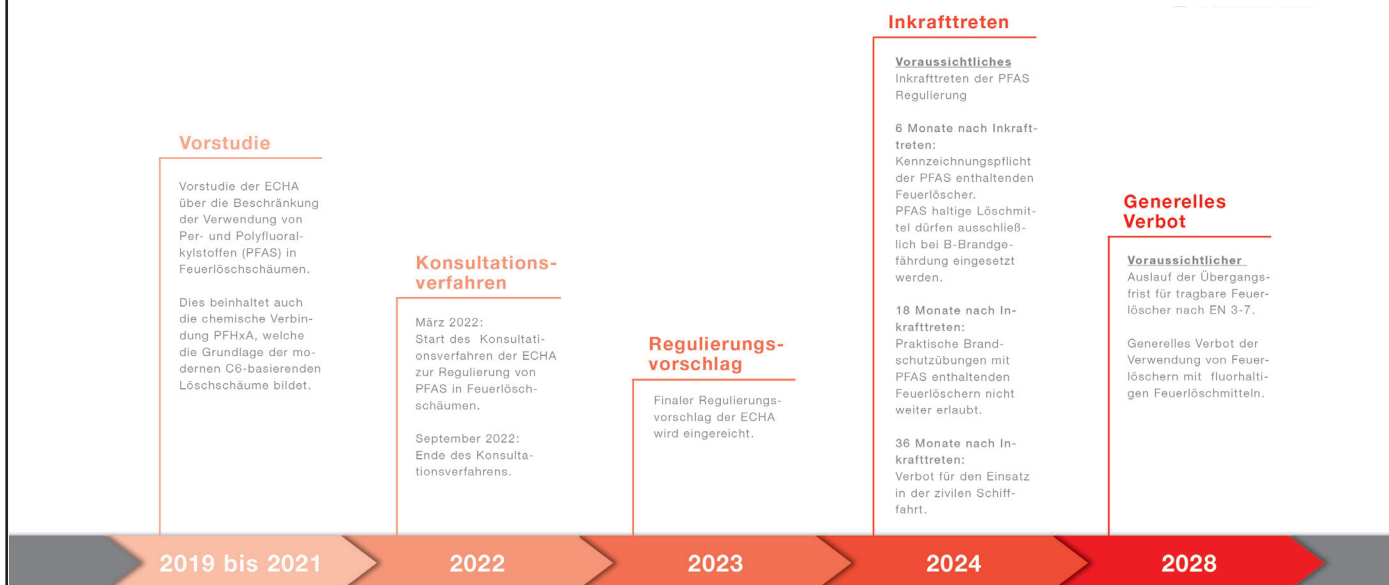 Vorstudie
Vorstudie der ECHA
über die Beschränkung
der Verwendung von
Per- und Polyfluoral-
kylstoffen (PFAS) in
Feuerlöschschäumen.
Dies beinhaltet auch
die chemische Verbin-
dung PFHxA, welche
die Grundlage der mo-
dernen C6-basierenden
Löschschäume bildet.
Konsultations-
verfahren
März 2022:
Start des Konsultati-
onsverfahren der ECHA
zur Regulierung von
PFAS in Feuerlösch-
schäumen.
September 2022:
Ende des Konsulta-
tionsverfahrens.
Regulierungs-
vorschlag
Finaler Regulierungs-
vorschlag der ECHA
wird eingereicht.
Inkrafttreten
Voraussichtliches
Inkrafttreten der PFAS
Regulierung
6 Monate nach Inkraft-
treten:
Kennzeichnungspflicht
der PFAS enthaltenden
Feuerlöscher.
PFAS haltige Löschmit-
tel dürfen ausschließ-
lich bei B-Brandge-
fährdung eingesetzt
werden.
18 Monate nach In-
krafttreten:
Praktische Brand-
schutzübungen mit
PFAS enthaltenden
Feuerlöschern nicht
weiter erlaubt.
36 Monate nach In-
krafttreten:
Verbot für den Einsatz
in der zivilen Schiff-
fahrt.
Generelles
Verbot
Voraussichtlicher
Auslauf der Übergangs-
frist für tragbare Feuer-
löscher nach EN 3-7.
Generelles Verbot der
Verwendung von Feuer-
löschern mit fluorhalti-
gen Feuerlöschmitteln.
2019 bis 2021
2022
2023
2024
2028